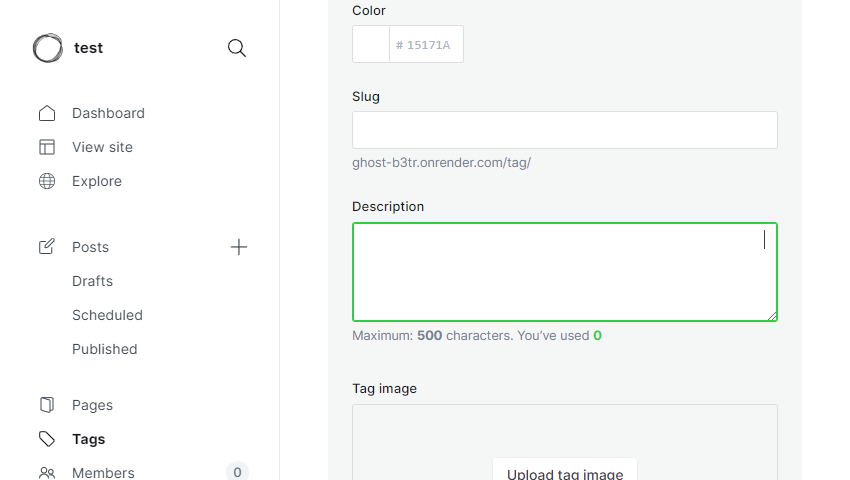 test
Dashboard
View site
Explore
Posts
Drafts
Scheduled
Published
Pages
Tags
Members 0
Color
# 15171A
Slug
ghost-b3tr.onrender.com/tag/
Description
Maximum: 500 characters. You’ve used 0
Tag image
Upload tag image